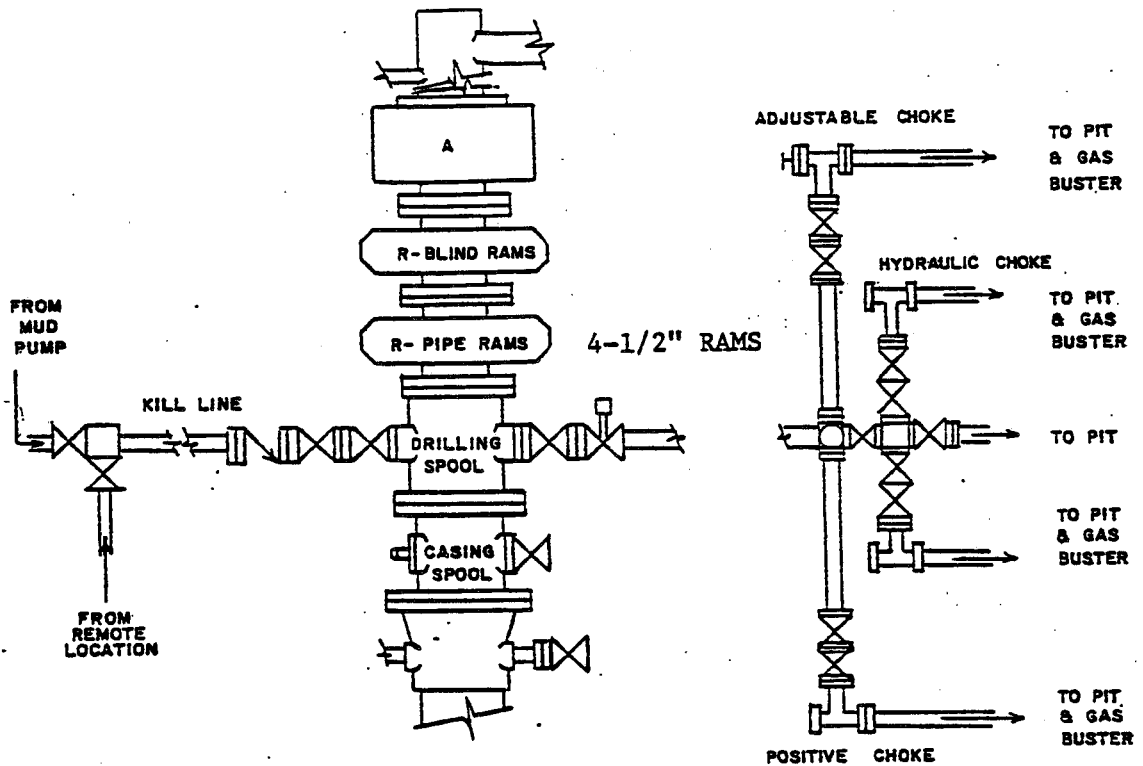 A
R-BLIND RAMS
R- PIPE RAMS
4-1/2" RAMS
FROM
MUD
PUMP
KILL LINE
DRILLING
SPOOL
CASING
SPOOL
FROM
REMOTE
LOCATION
ADJUSTABLE CHOKE
TO PIT
& GAS
BUSTER
HYDRAULIC CHOKE
TO PIT
& GAS
BUSTER
TO PIT
TO PIT
& GAS
BUSTER
TO PIT
& GAS
BUSTER
POSITIVE CHOKE